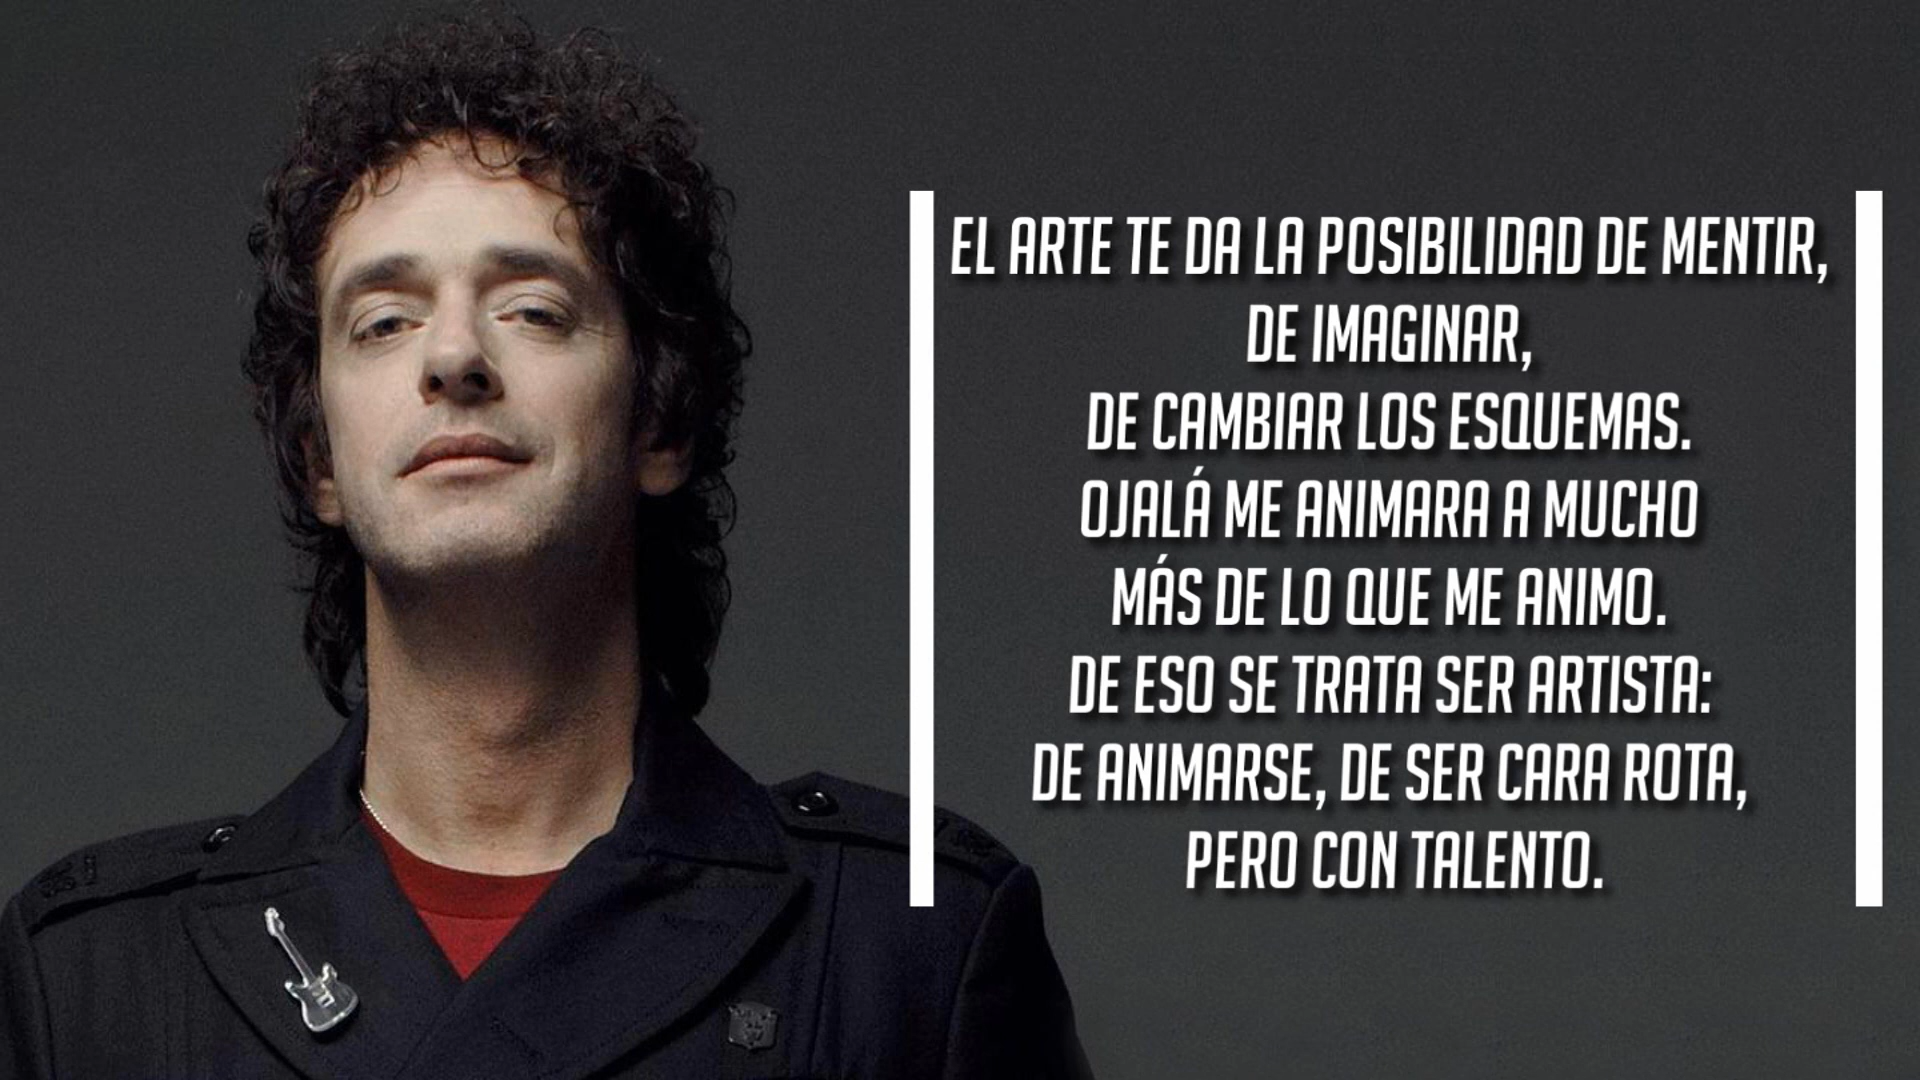 EL ARTE TE DA LA POSIBILIDAD DE MENTIR,
DE IMAGINAR,
DE CAMBIAR LOS ESQUEMAS.
OJALÁ ME ANIMARA A MUCHO
MÁS DE LO QUE ME ANIMO.
DE ESO SE TRATA SER ARTISTA:
DE ANIMARSE, DE SER CARA ROTA,
PERO CON TALENTO.